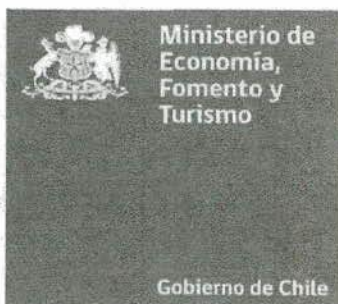 Ministerio de
Economía,
Fomento y
Turismo
Gobierno de Chile